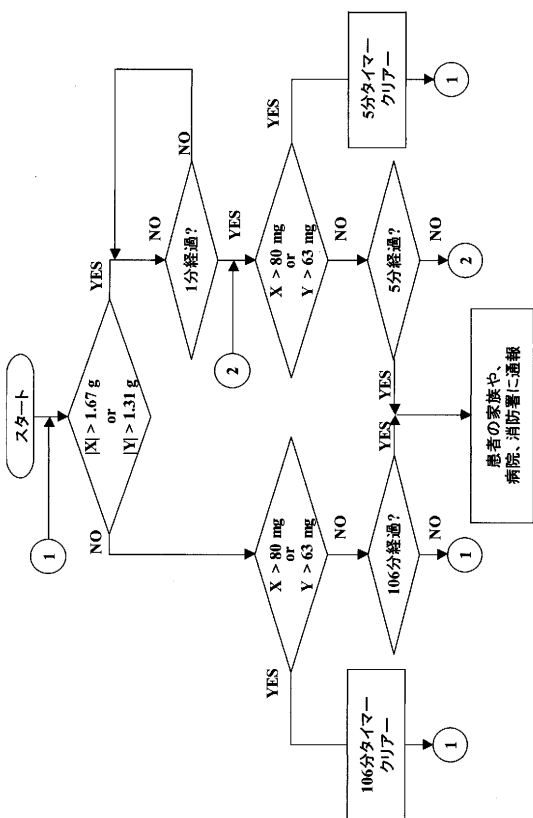 スタート
1
|X| > 1.67 g
or
|Y| > 1.31 g
YES
NO
NO
NO
1分経過?
YES
2
X > 80 mg
or
Y > 63 mg
YES
5分タイマー
クリアー
1
NO
5分経過?
NO
2
YES
X > 80 mg
or
Y > 63 mg
YES
106分タイマー
クリアー
1
NO
106分経過?
NO
1
YES
患者の家族や、
病院、消防署に通報